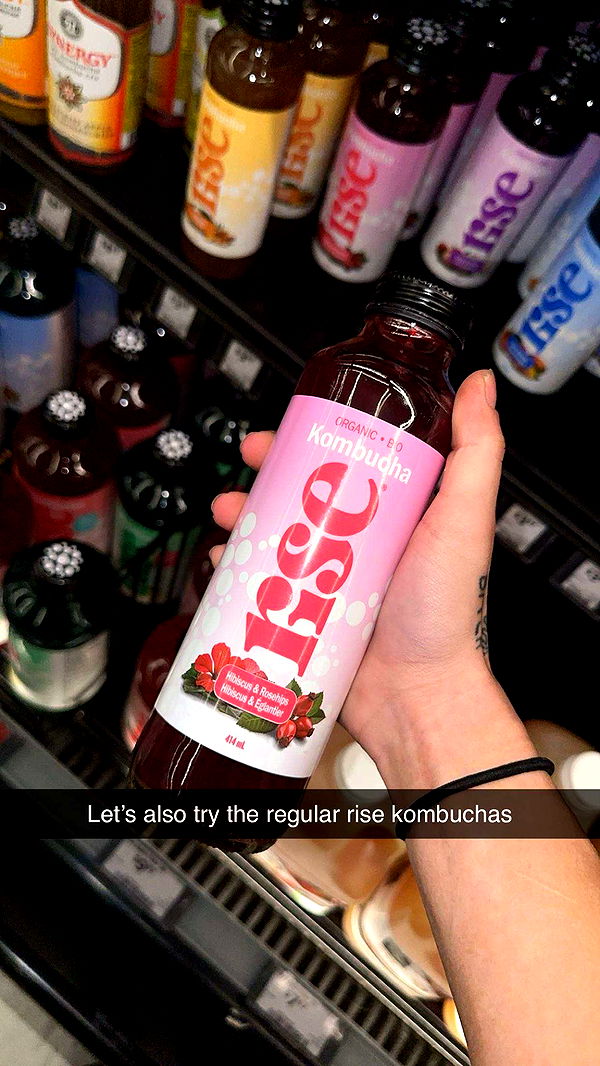 SYNERGY
rise
rise
rise
rise
rise
ORGANIC • BIO
Kombucha
rise
Hibiscus & Rosehips
Hibiscus & Églantier
414 mL
Let's also try the regular rise kombuchas